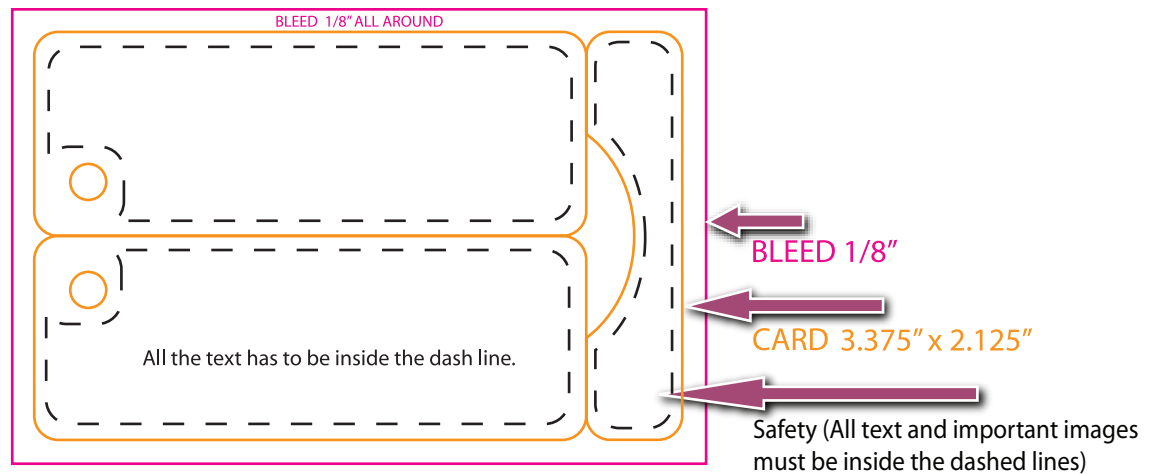 BLEED 1/8” ALL AROUND
BLEED 1/8”
CARD 3.375” x 2.125”
All the text has to be inside the dash line.
Safety (All text and important images
must be inside the dashed lines)